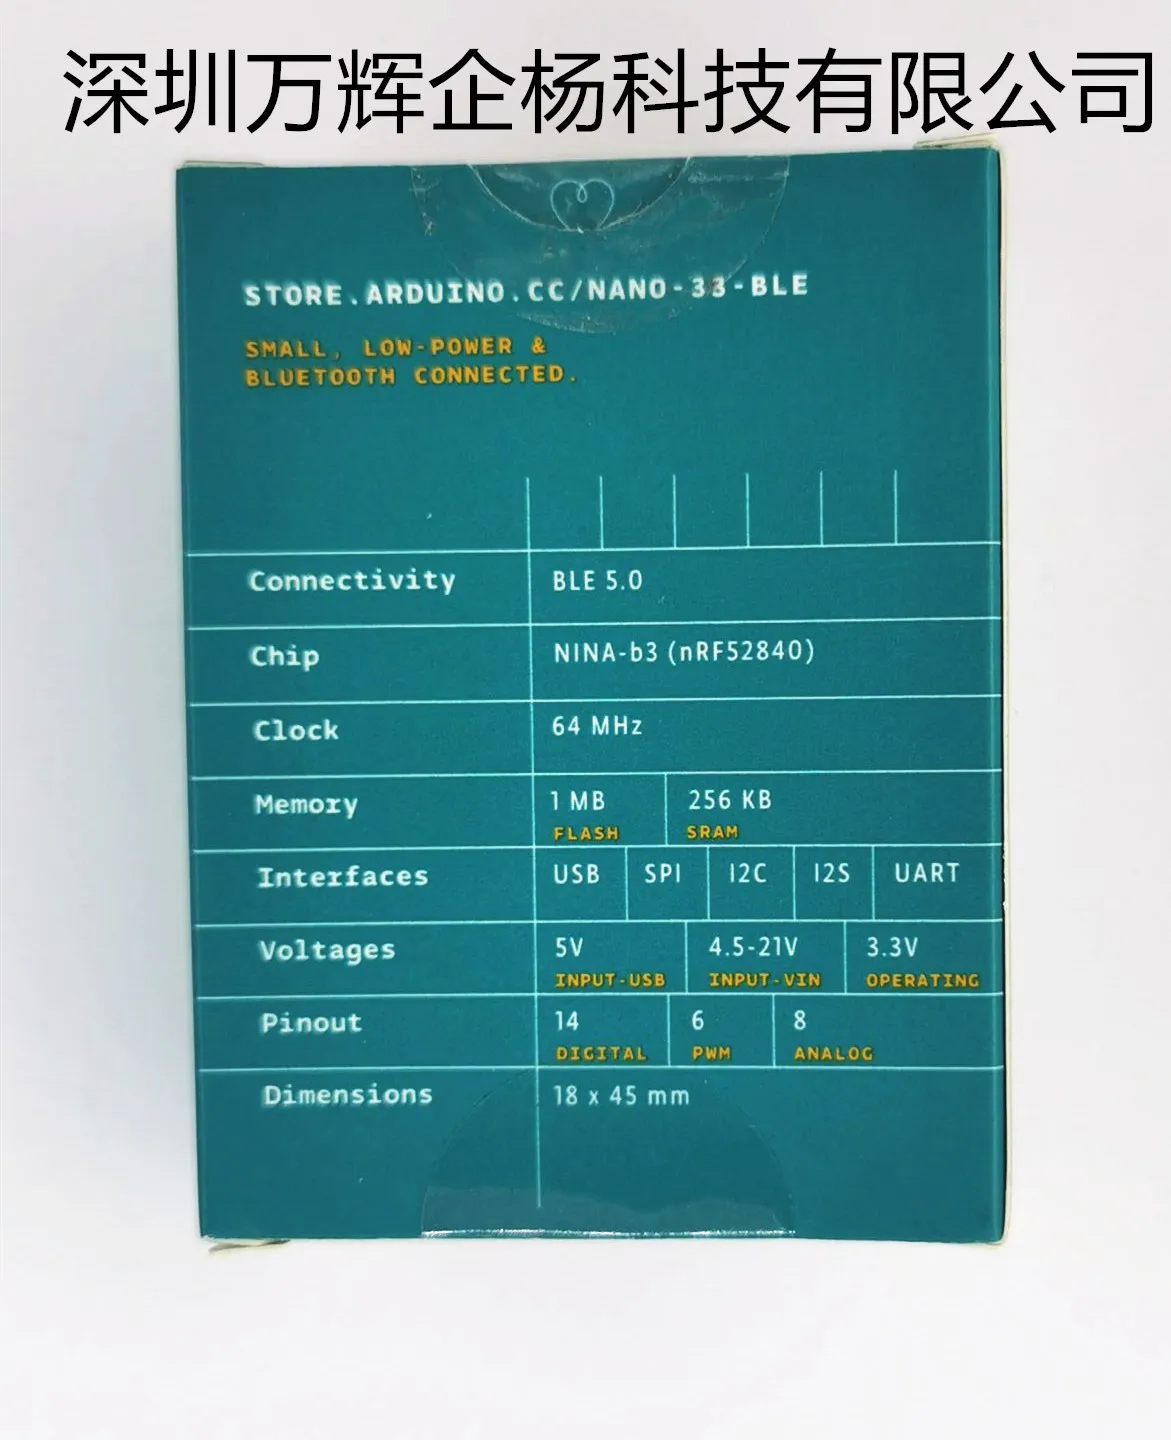 深圳万辉企杨科技有限公司
STORE.ARDUINO.CC/NANO-33-BLE
SMALL, LOW-POWER &
BLUETOOTH CONNECTED.
Connectivity BLE 5.0
Chip NINA-b3 (nRF52840)
Clock 64 MHz
Memory 1 MB 256 KB
FLASH SRAM
Interfaces USB SPI I2C I2S UART
Voltages 5V 4.5-21V 3.3V
INPUT-USB INPUT-VIN OPERATING
Pinout 14 6 8
DIGITAL PWM ANALOG
Dimensions 18 x 45 mm